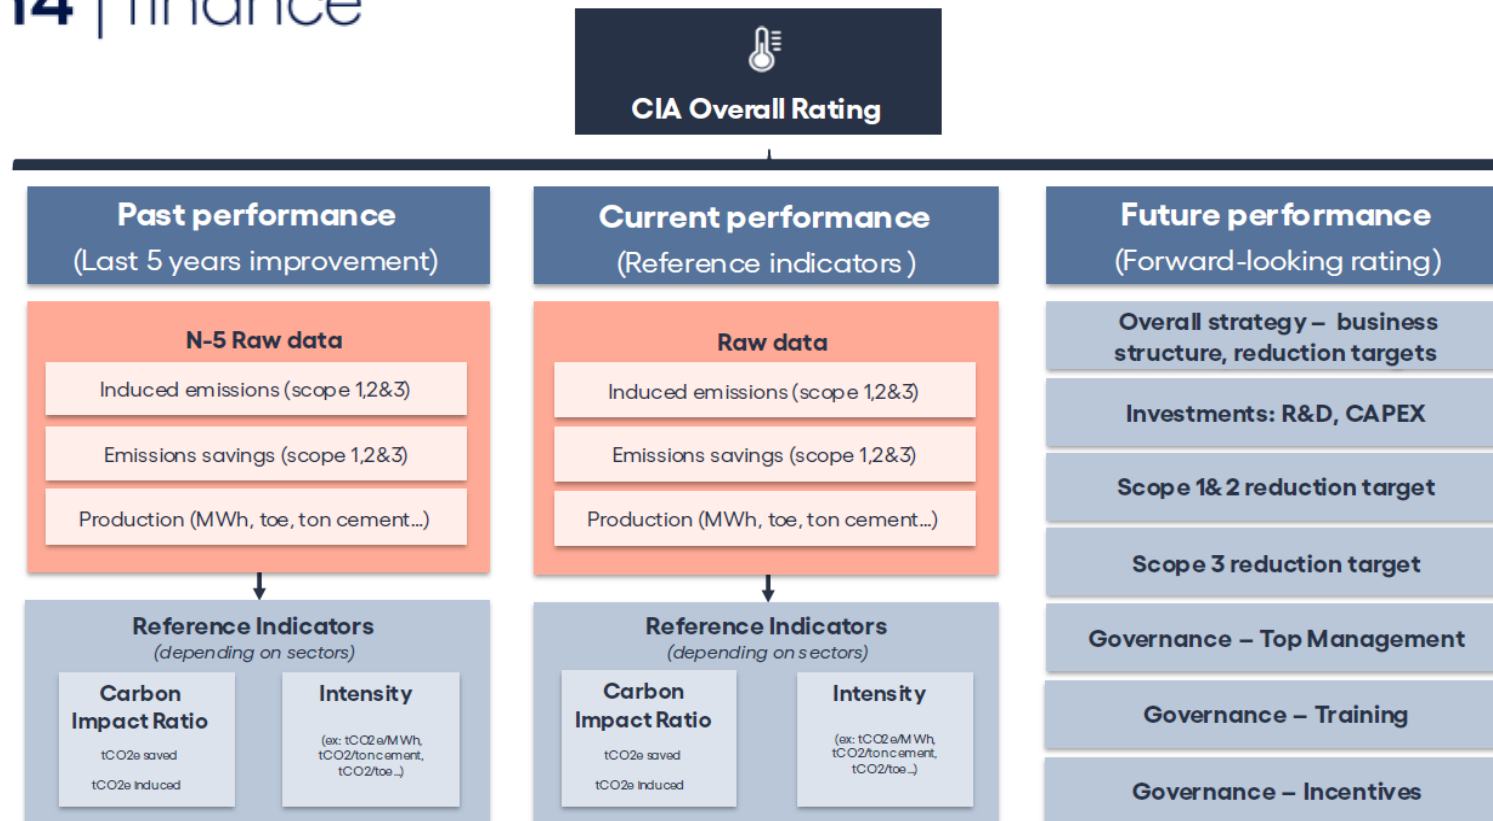 | finance
CIA Overall Rating
Past performance
(Last 5 years improvement)
N-5 Raw data
Induced emissions (scope 1,2&3)
Emissions savings (scope 1,2&3)
Production (MWh, toe, ton cement...)
Reference Indicators
(depending on sectors)
Carbon
Impact Ratio
tCO2e saved
tCO2e Induced
Intensity
(ex: tCO2e/MWh,
tCO2/ton cement,
tCO2/toe...)
Current performance
(Reference indicators )
Raw data
Induced emissions (scope 1,2&3)
Emissions savings (scope 1,2&3)
Production (MWh, toe, ton cement...)
Reference Indicators
(depending on sectors)
Carbon
Impact Ratio
tCO2e saved
tCO2e Induced
Intensity
(ex: tCO2e/MWh,
tCO2/ton cement,
tCO2/toe...)
Future performance
(Forward-looking rating)
Overall strategy – business
structure, reduction targets
Investments: R&D, CAPEX
Scope 1& 2 reduction target
Scope 3 reduction target
Governance – Top Management
Governance – Training
Governance – Incentives